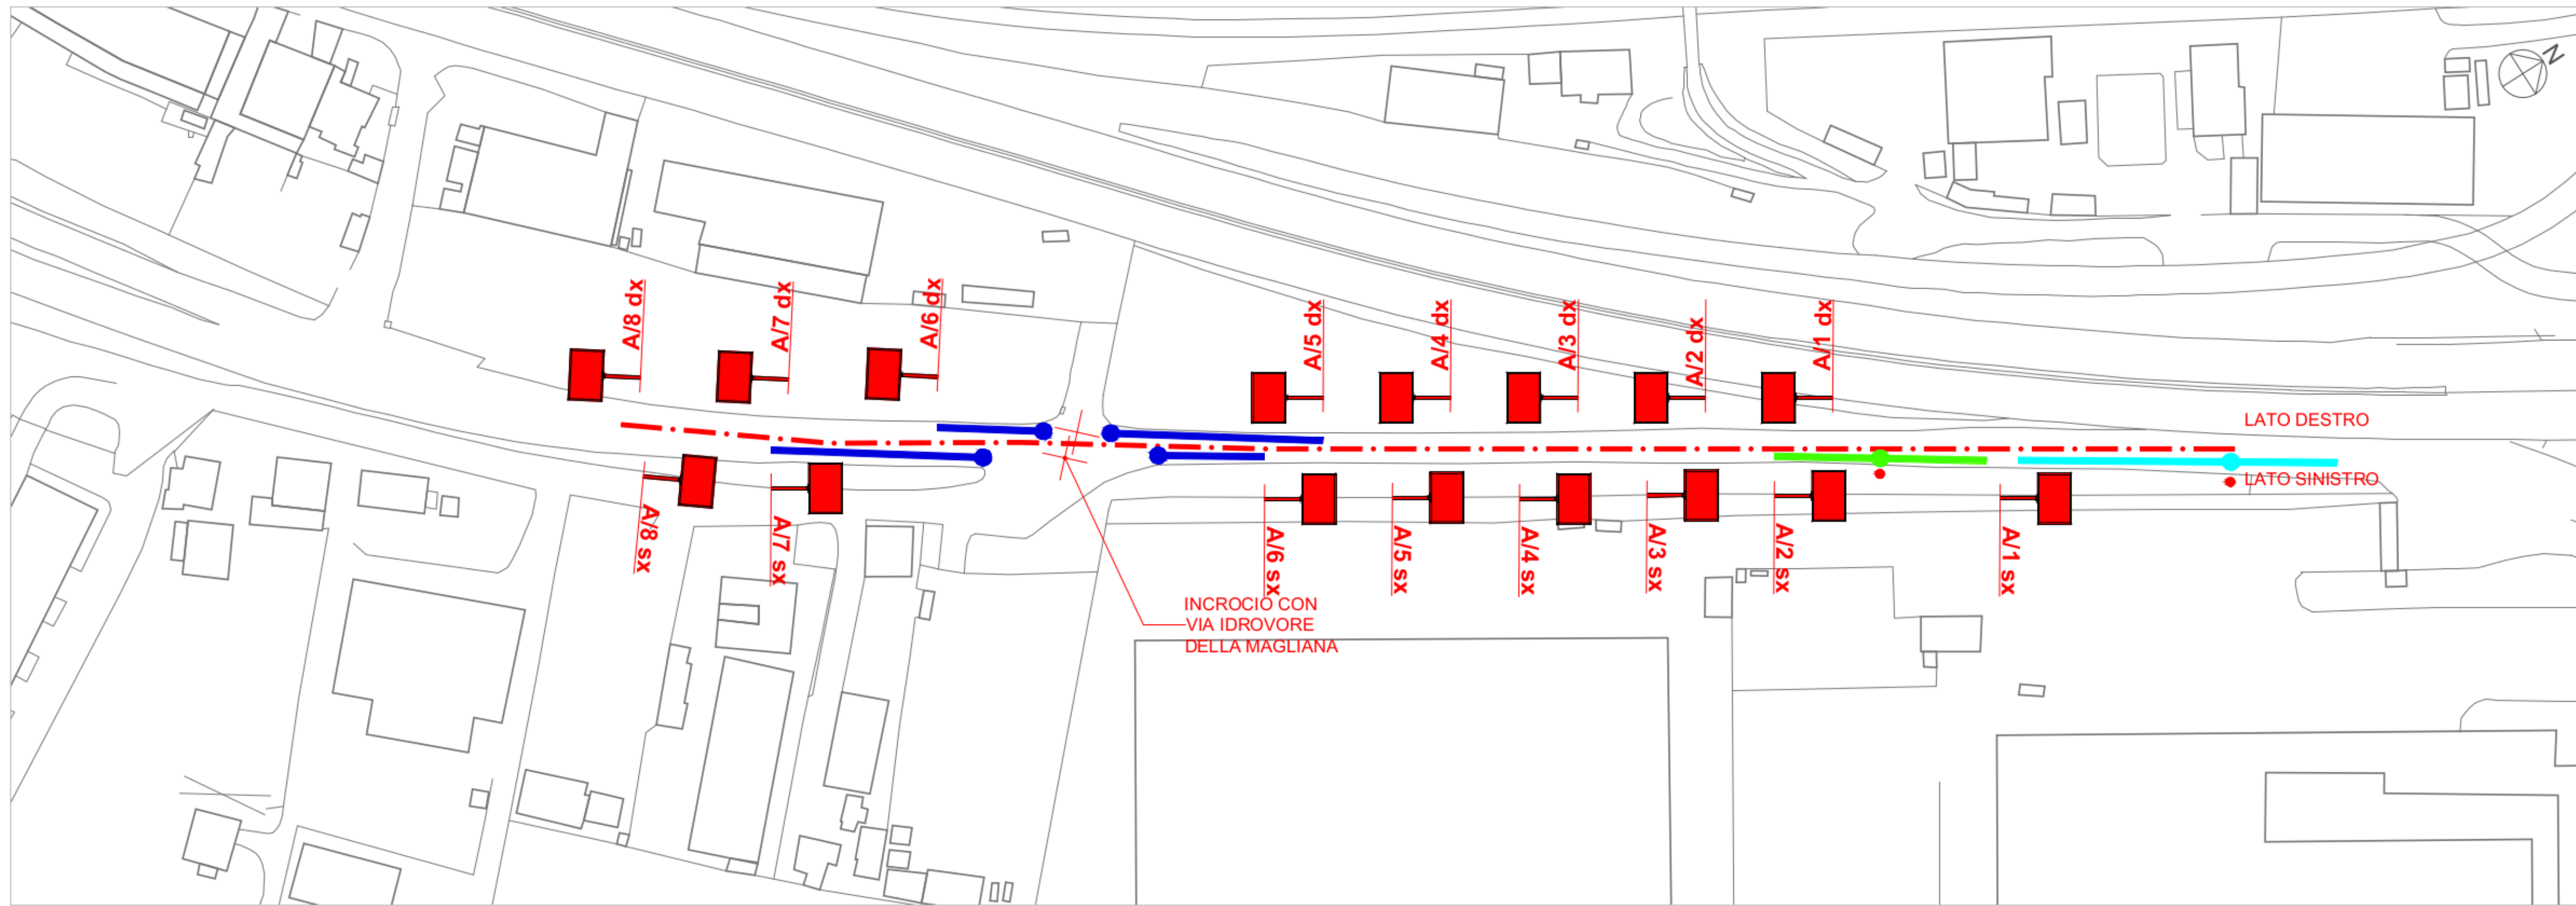 N
A/8 dx
A/7 dx
A/6 dx
A/5 dx
A/4 dx
A/3 dx
A/2 dx
A/1 dx
LATO DESTRO
LATO SINISTRO
A/8 sx
A/7 sx
A/6 sx
A/5 sx
A/4 sx
A/3 sx
A/2 sx
A/1 sx
INCROCIO CON
VIA IDROVORE
DELLA MAGLIANA